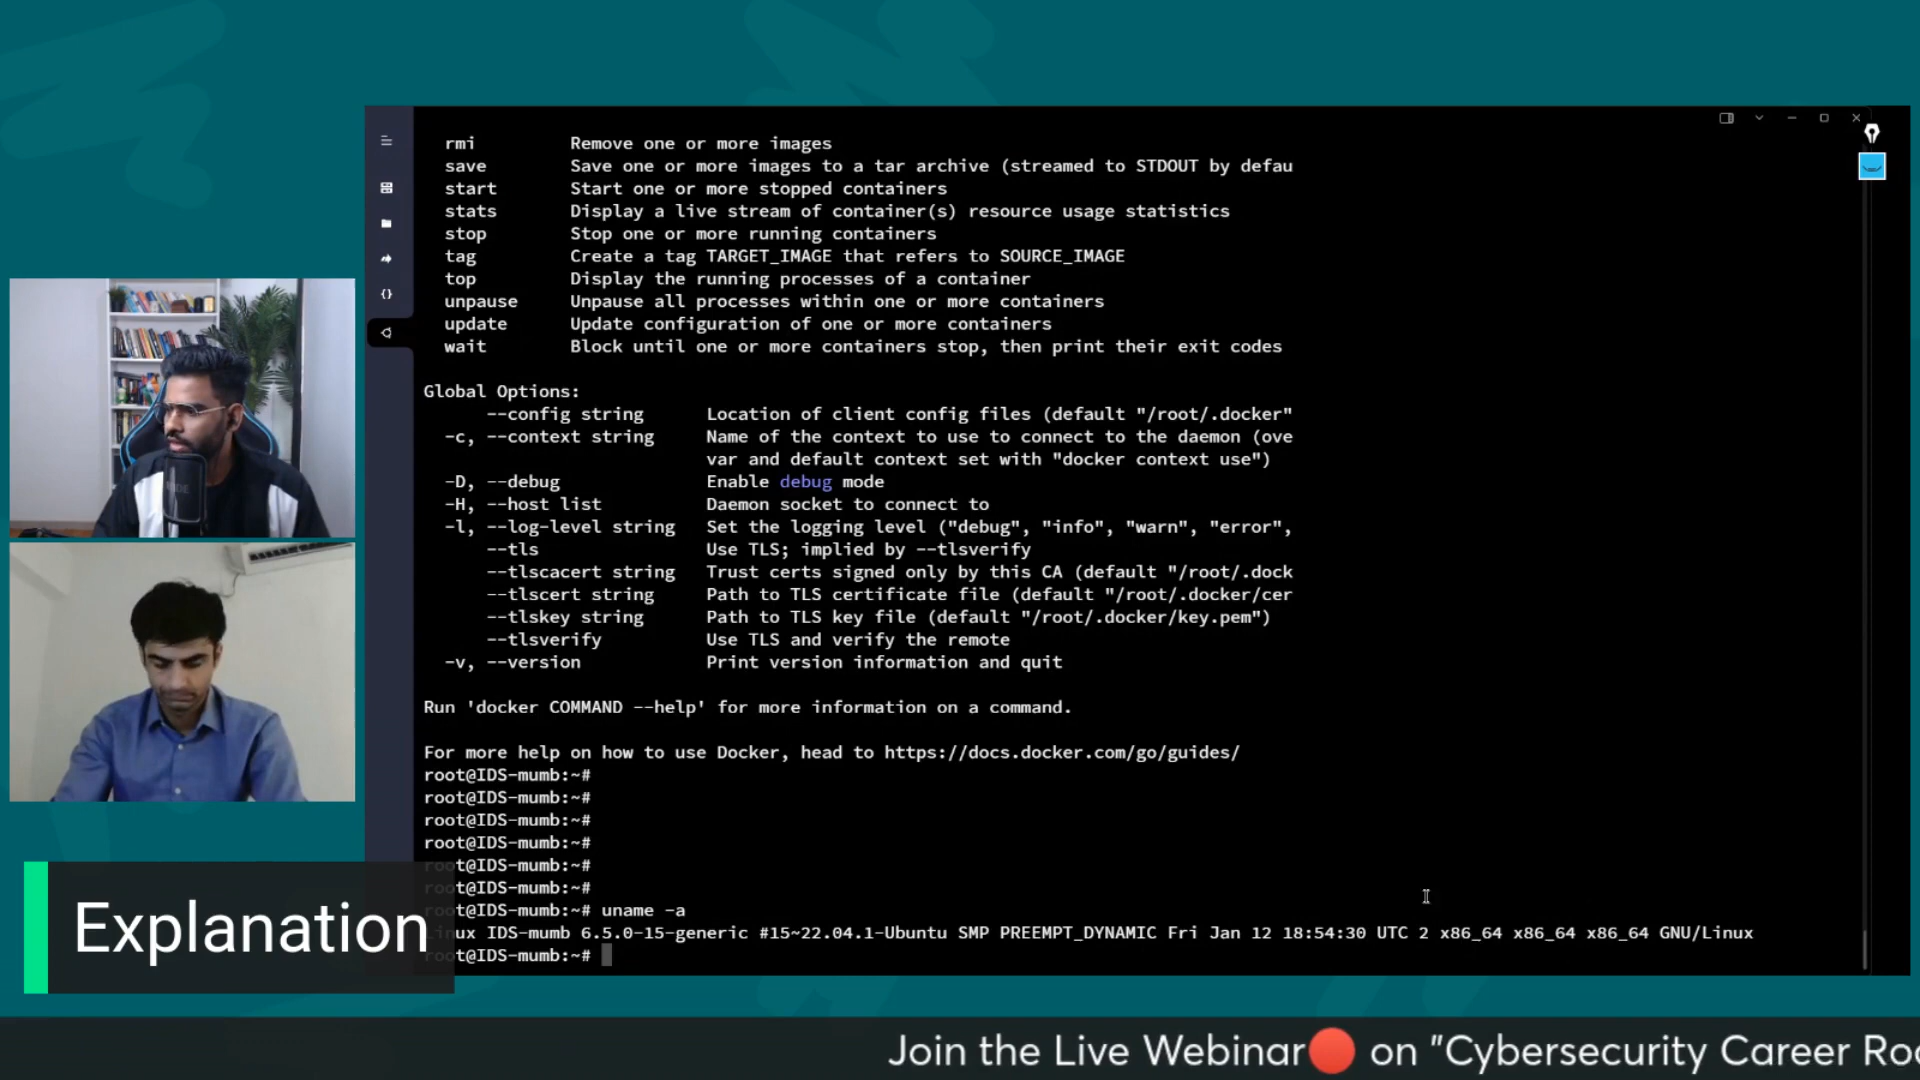 rmi Remove one or more images
save Save one or more images to a tar archive (streamed to STDOUT by defau
start Start one or more stopped containers
stats Display a live stream of container(s) resource usage statistics
stop Stop one or more running containers
tag Create a tag TARGET_IMAGE that refers to SOURCE_IMAGE
top Display the running processes of a container
unpause Unpause all processes within one or more containers
update Update configuration of one or more containers
wait Block until one or more containers stop, then print their exit codes
Global Options:
--config string Location of client config files (default "/root/.docker"
-c, --context string Name of the context to use to connect to the daemon (ove
var and default context set with "docker context use")
-D, --debug Enable debug mode
-H, --host list Daemon socket to connect to
-l, --log-level string Set the logging level ("debug", "info", "warn", "error",
--tls Use TLS; implied by --tlsverify
--tlscacert string Trust certs signed only by this CA (default "/root/.dock
--tlscert string Path to TLS certificate file (default "/root/.docker/cer
--tlskey string Path to TLS key file (default "/root/.docker/key.pem")
--tlsverify Use TLS and verify the remote
-v, --version Print version information and quit
Run 'docker COMMAND --help' for more information on a command.
For more help on how to use Docker, head to https://docs.docker.com/go/guides/
root@IDS-mumb:~#
root@IDS-mumb:~#
root@IDS-mumb:~#
root@IDS-mumb:~#
root@IDS-mumb:~#
root@IDS-mumb:~#
root@IDS-mumb:~# uname -a
Linux IDS-mumb 6.5.0-15-generic #15~22.04.1-Ubuntu SMP PREEMPT_DYNAMIC Fri Jan 12 18:54:30 UTC 2 x86_64 x86_64 x86_64 GNU/Linux
root@IDS-mumb:~#
Explanation
Join the Live Webinar🔴 on "Cybersecurity Career Roa